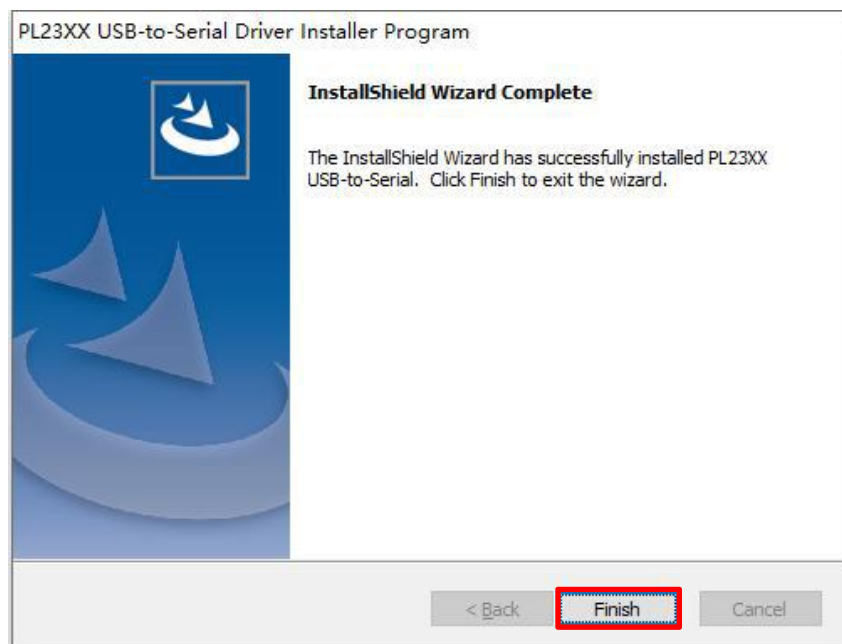 PL23XX USB-to-Serial Driver Installer Program
InstallShield Wizard Complete
The InstallShield Wizard has successfully installed PL23XX
USB-to-Serial. Click Finish to exit the wizard.
< Back
Finish
Cancel